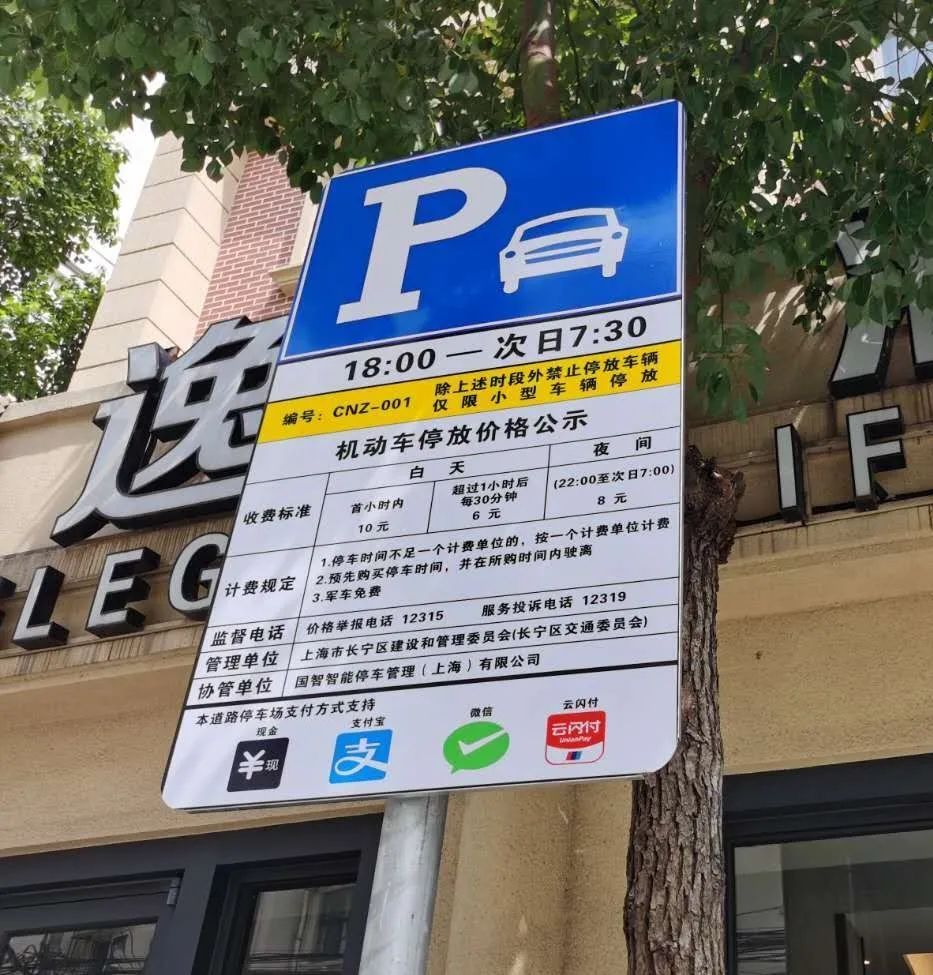 P
18:00 — 次日7:30
编号：CNZ-001
除上述时段外禁止停放车辆
仅限小型车辆停放
机动车停放价格公示
收费标准
白天
夜间
首小时内
10 元
超过1小时后
每30分钟
6 元
(22:00至次日7:00)
8 元
计费规定
1.停车时间不足一个计费单位的，按一个计费单位计费
2.预先购买停车时间，并在所购时间内驶离
3.军车免费
监督电话
价格举报电话 12315 服务投诉电话 12319
管理单位
上海市长宁区建设和管理委员会(长宁区交通委员会)
协管单位
国智智能停车管理（上海）有限公司
本道路停车场支付方式支持
现金
支付宝
微信
云闪付
¥现
支
云闪付
UnionPay
逸
ELEG
IF